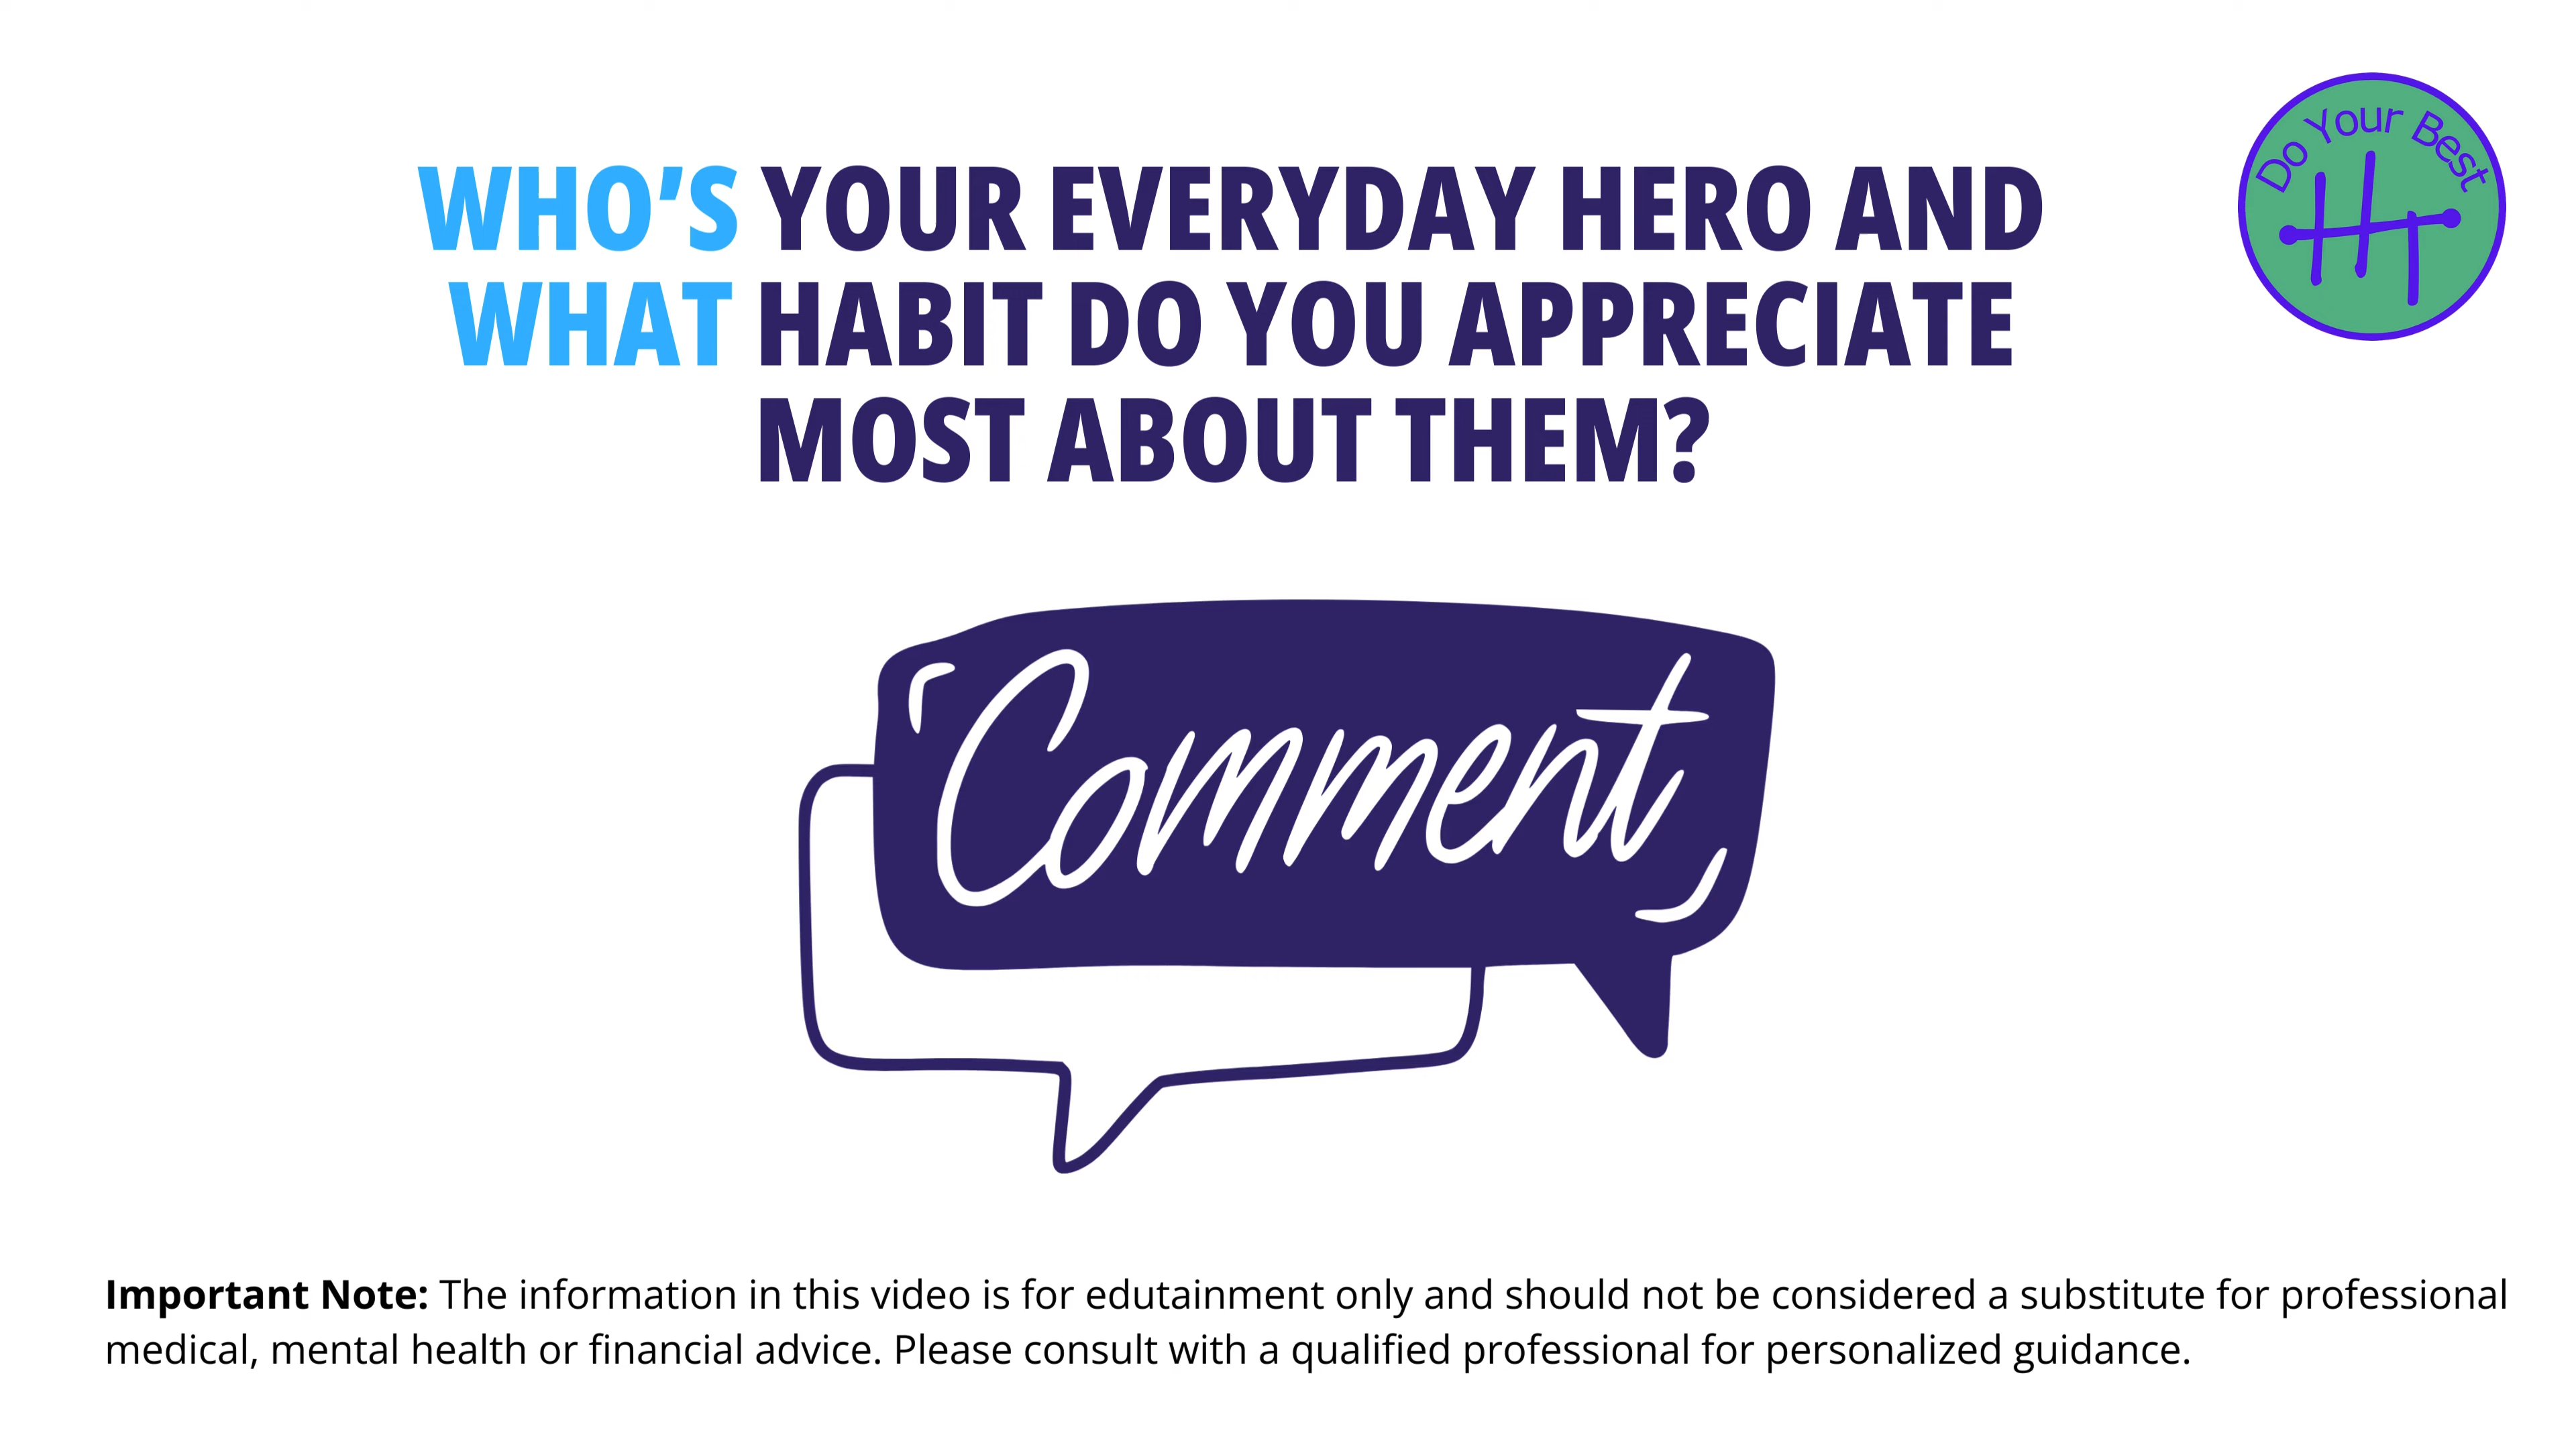 WHO'S YOUR EVERYDAY HERO AND
WHAT HABIT DO YOU APPRECIATE
MOST ABOUT THEM?
Do Your Best
HT
Comment
Important Note: The information in this video is for edutainment only and should not be considered a substitute for professional
medical, mental health or financial advice. Please consult with a qualified professional for personalized guidance.